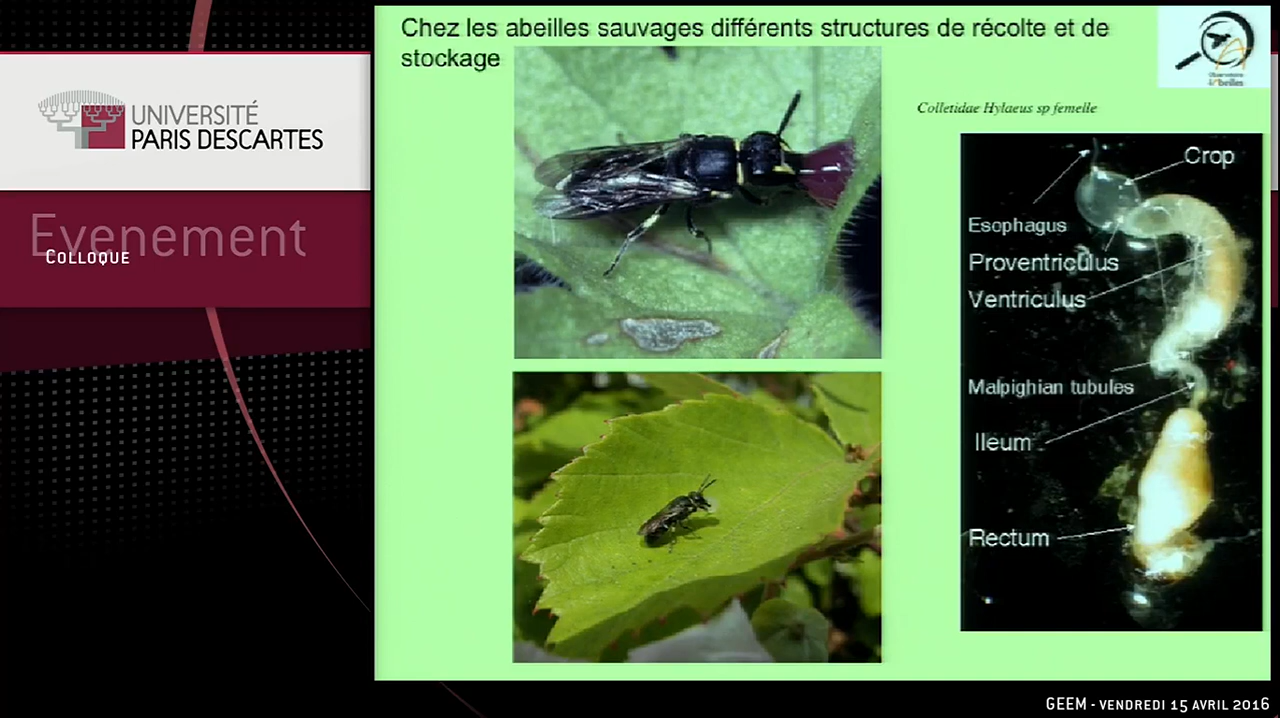 Chez les abeilles sauvages différents structures de récolte et de
stockage
UNIVERSITÉ
PARIS DESCARTES
Evenement
COLLOQUE
Colletidae Hylaeus sp femelle
Crop
Esophagus
Proventriculus
Ventriculus
Malpighian tubules
Ileum
Rectum
GEEM - VENDREDI 15 AVRIL 2016